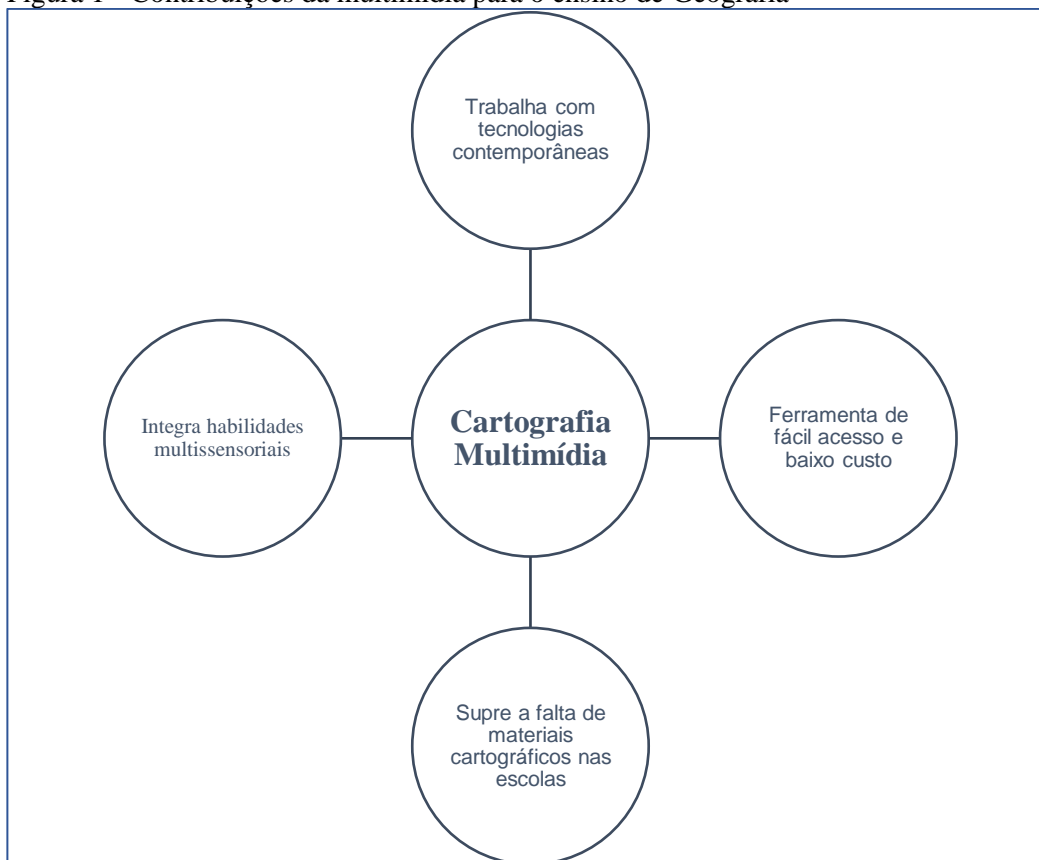 Figura 1 - Contribuições da multimídia para o ensino de Geografia
Trabalha com
tecnologias
contemporâneas
Integra habilidades
multissensoriais
Cartografia
Multimídia
Ferramenta de
fácil acesso e
baixo custo
Supre a falta de
materiais
cartográficos nas
escolas